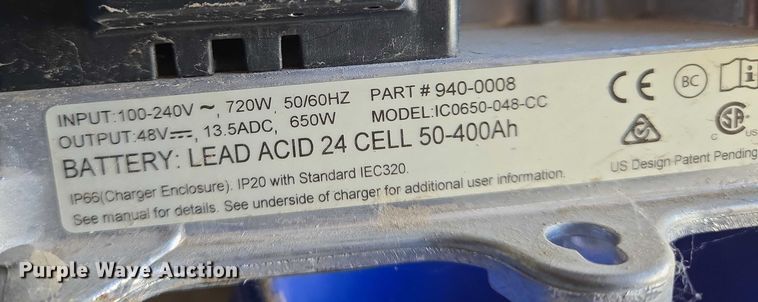 INPUT:100-240V ~, 720W, 50/60HZ PART # 940-0008
OUTPUT:48V⎓, 13.5ADC, 650W MODEL:IC0650-048-CC
BATTERY: LEAD ACID 24 CELL 50-400Ah
IP66(Charger Enclosure). IP20 with Standard IEC320.
See manual for details. See underside of charger for additional user information.
CE BC
C SA US
US Design Patent Pending
Purple Wave Auction